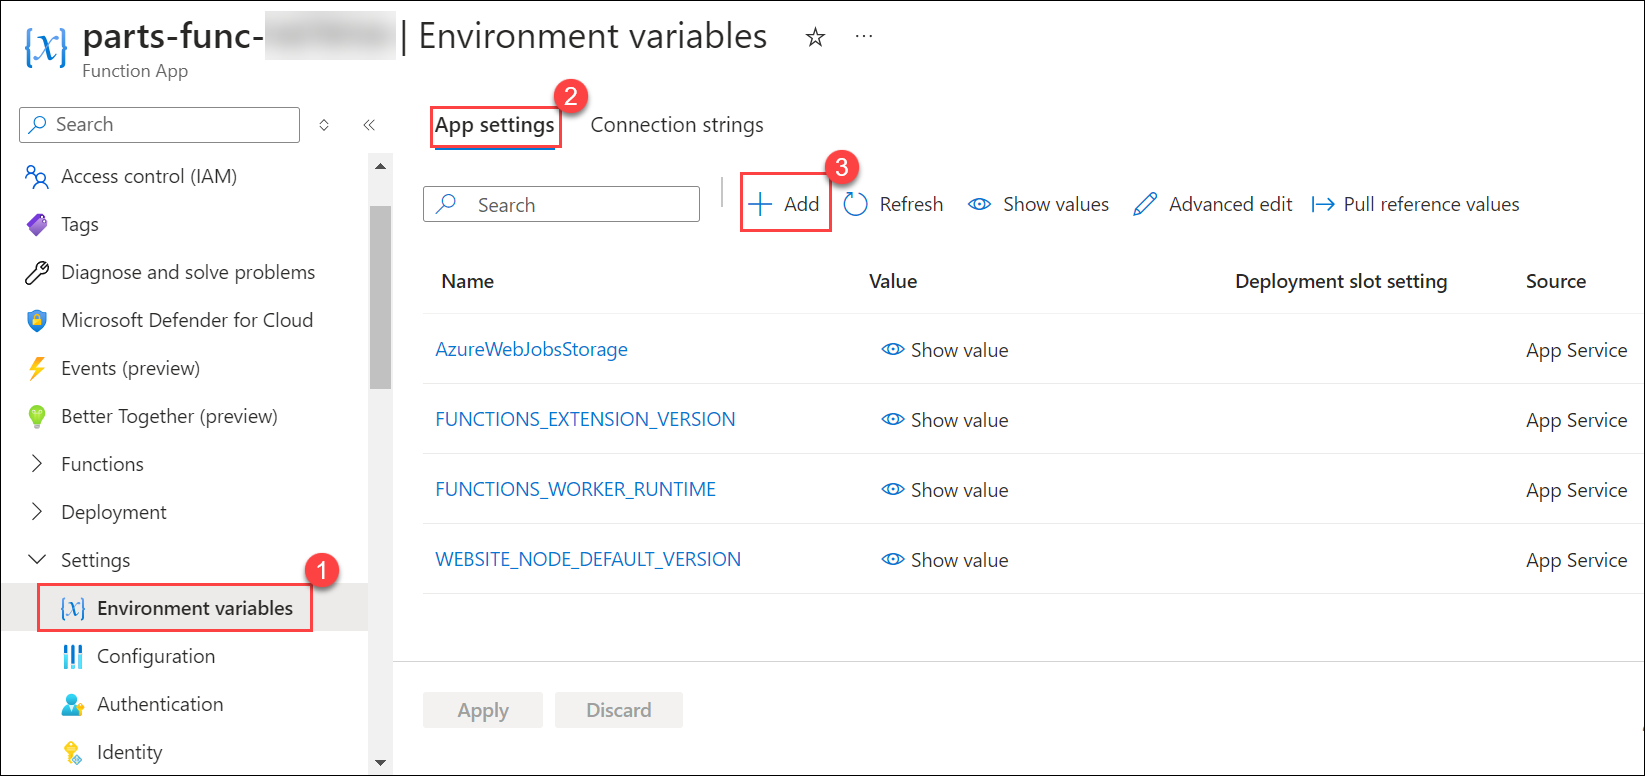 parts-func- | Environment variables ☆ ...
Function App
Search
Access control (IAM)
Tags
Diagnose and solve problems
Microsoft Defender for Cloud
Events (preview)
Better Together (preview)
Functions
Deployment
Settings
1
Environment variables
Configuration
Authentication
Identity
2
App settings Connection strings
3
Search
Add Refresh Show values Advanced edit Pull reference values
Name Value Deployment slot setting Source
AzureWebJobsStorage Show value App Service
FUNCTIONS_EXTENSION_VERSION Show value App Service
FUNCTIONS_WORKER_RUNTIME Show value App Service
WEBSITE_NODE_DEFAULT_VERSION Show value App Service
Apply Discard